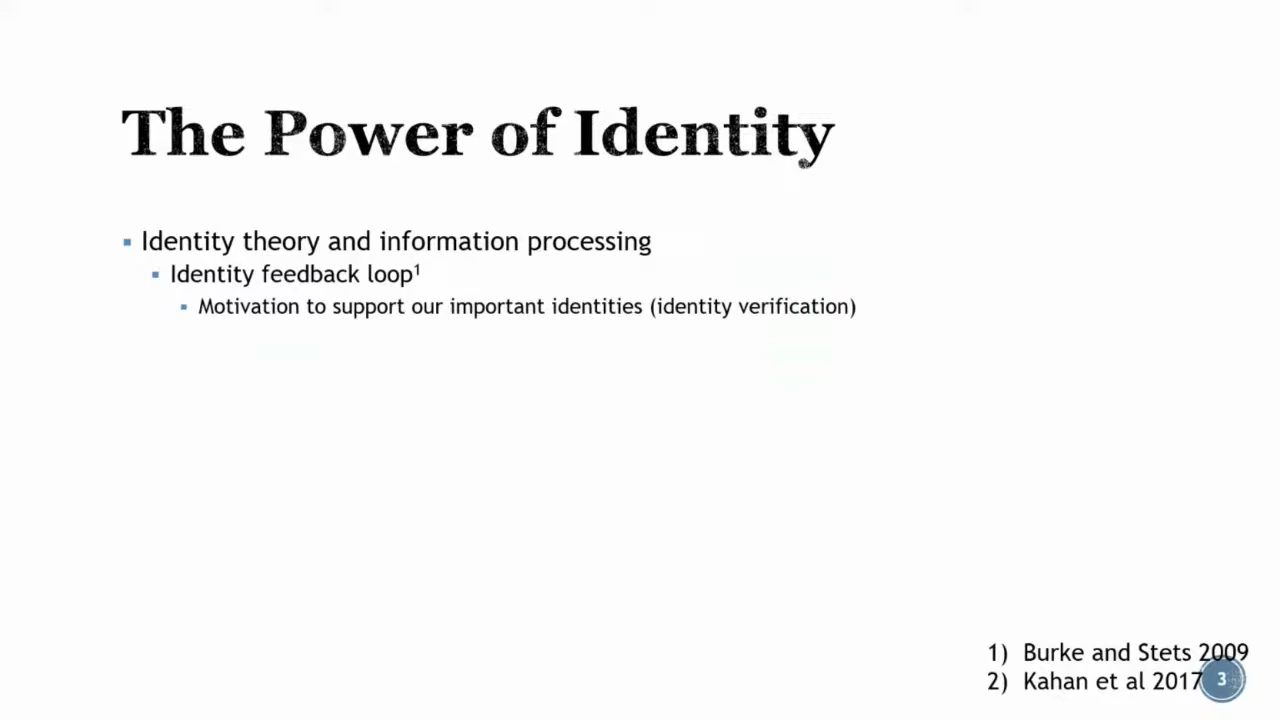 The Power of Identity
▪ Identity theory and information processing
▪ Identity feedback loop¹
▪ Motivation to support our important identities (identity verification)
1) Burke and Stets 2009
2) Kahan et al 2017
3